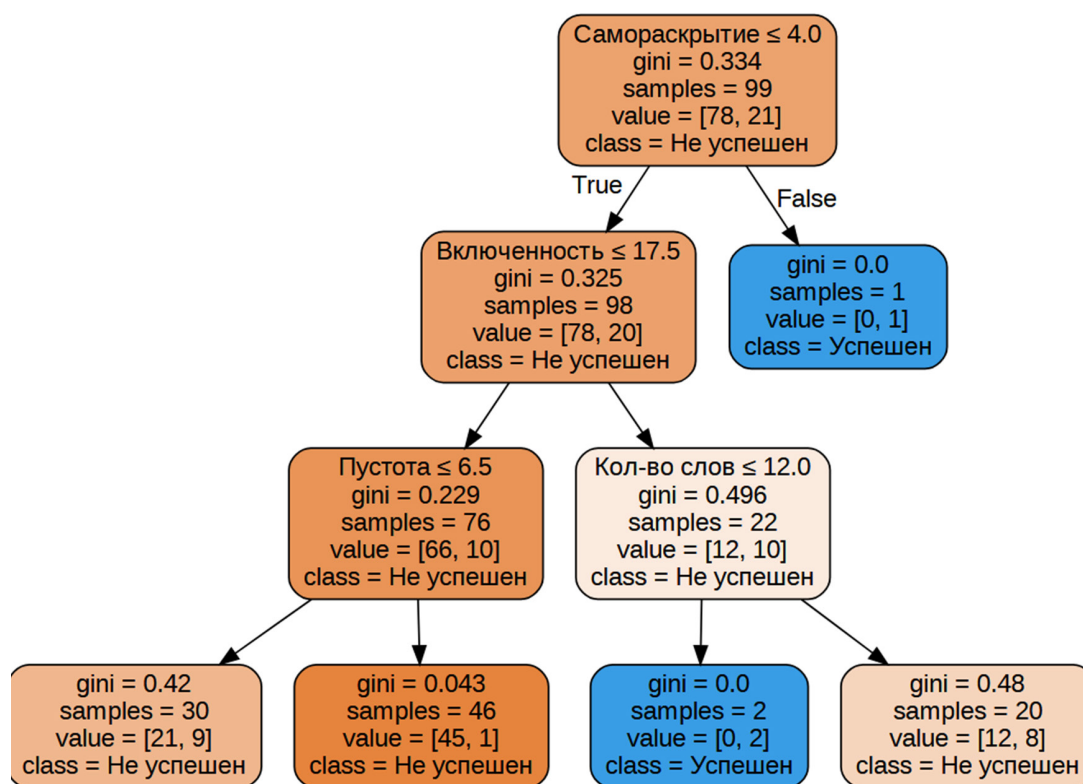 Самораскрытие ≤ 4.0
gini = 0.334
samples = 99
value = [78, 21]
class = Не успешен
True
False
Включенность ≤ 17.5
gini = 0.325
samples = 98
value = [78, 20]
class = Не успешен
gini = 0.0
samples = 1
value = [0, 1]
class = Успешен
Пустота ≤ 6.5
gini = 0.229
samples = 76
value = [66, 10]
class = Не успешен
Кол-во слов ≤ 12.0
gini = 0.496
samples = 22
value = [12, 10]
class = Не успешен
gini = 0.42
samples = 30
value = [21, 9]
class = Не успешен
gini = 0.043
samples = 46
value = [45, 1]
class = Не успешен
gini = 0.0
samples = 2
value = [0, 2]
class = Успешен
gini = 0.48
samples = 20
value = [12, 8]
class = Не успешен